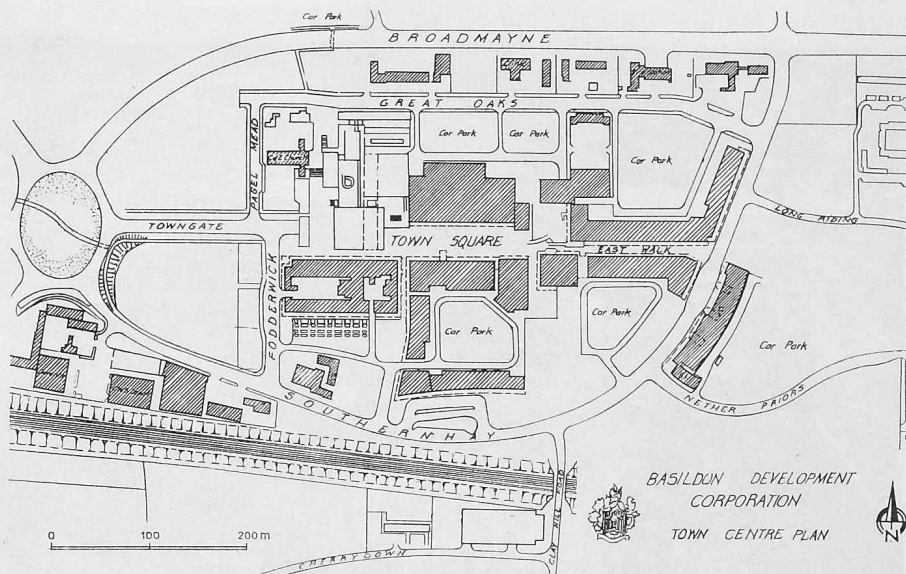 Car Park
BROADMAYNE
GREAT OAKS
PAGEL MEAD
Car Park
Car Park
Car Park
LONG RIDING
TOWNGATE
TOWN SQUARE
EAST WALK
FODDERWICK
Car Park
Car Park
Car Park
SOUTHERNHAY
NETHER PRIORS
CLAY HILL ROAD
CHERRYDOWN
0 100 200 m
BASILDON DEVELOPMENT
CORPORATION
TOWN CENTRE PLAN
N